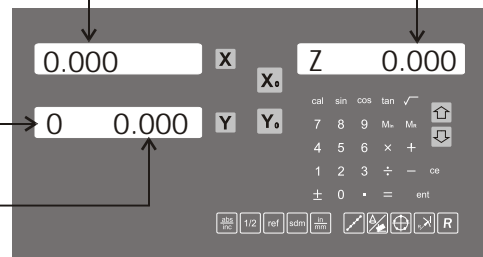 0.000 X Z 0.000
X₀
0 0.000 Y Y₀
cal sin cos tan √
7 8 9 M+ MR
4 5 6 × +
1 2 3 ÷ − ce
± 0 · = ent
abs/inc 1/2 ref sdm in/mm R